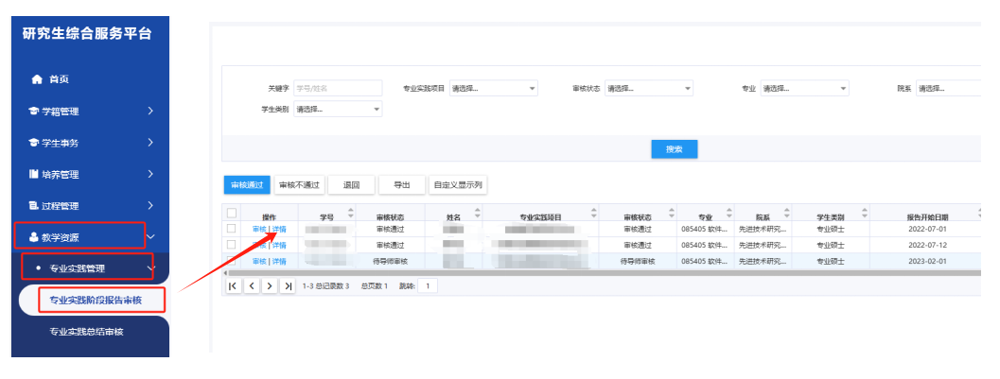 研究生综合服务平台
首页
学籍管理
学生事务
培养管理
过程管理
教学资源
专业实践管理
专业实践阶段报告审核
专业实践总结审核
关键字 学号/姓名 专业实践项目 请选择... 审核状态 请选择... 专业 请选择... 院系 请选择...
学生类别 请选择...
搜索
审核通过 审核不通过 退回 导出 自定义显示列
操作 学号 审核状态 姓名 专业实践项目 审核状态 专业 院系 学生类别 报告开始日期
审核 | 详情 审核通过 审核通过 085405 软件... 先进技术研究... 专业硕士 2022-07-01
审核 | 详情 审核通过 审核通过 085405 软件... 先进技术研究... 专业硕士 2022-07-12
审核 | 详情 待导师审核 待导师审核 085405 软件... 先进技术研究... 专业硕士 2023-02-01
1-3 总记录数 3 总页数 1 跳转: 1